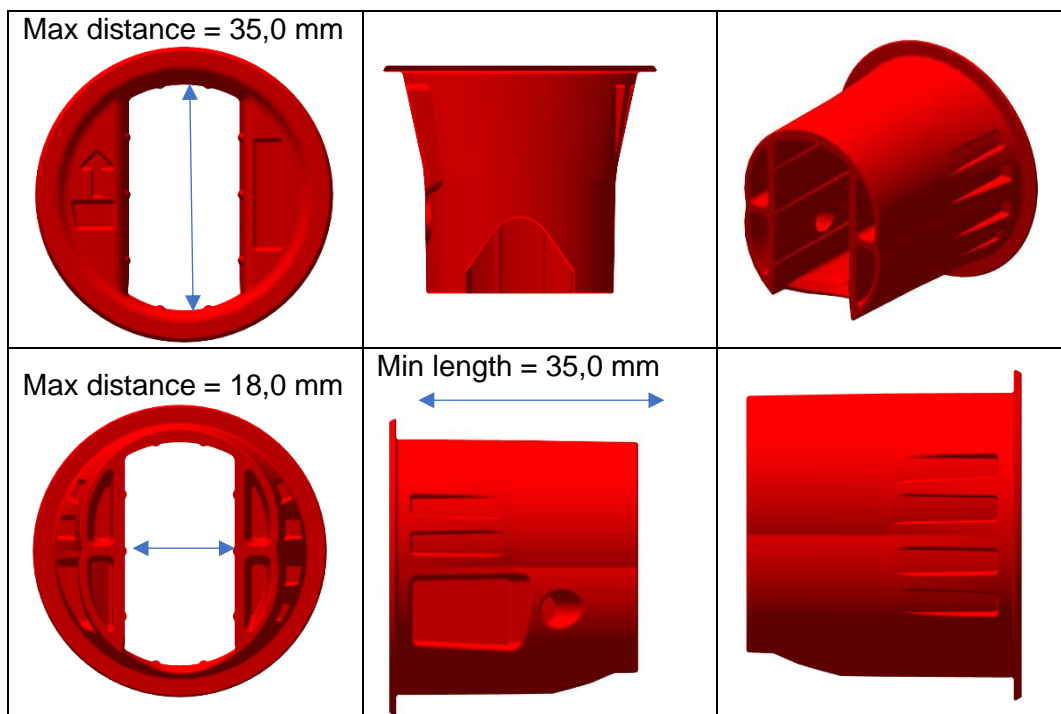 Max distance = 35,0 mm
Max distance = 18,0 mm
Min length = 35,0 mm